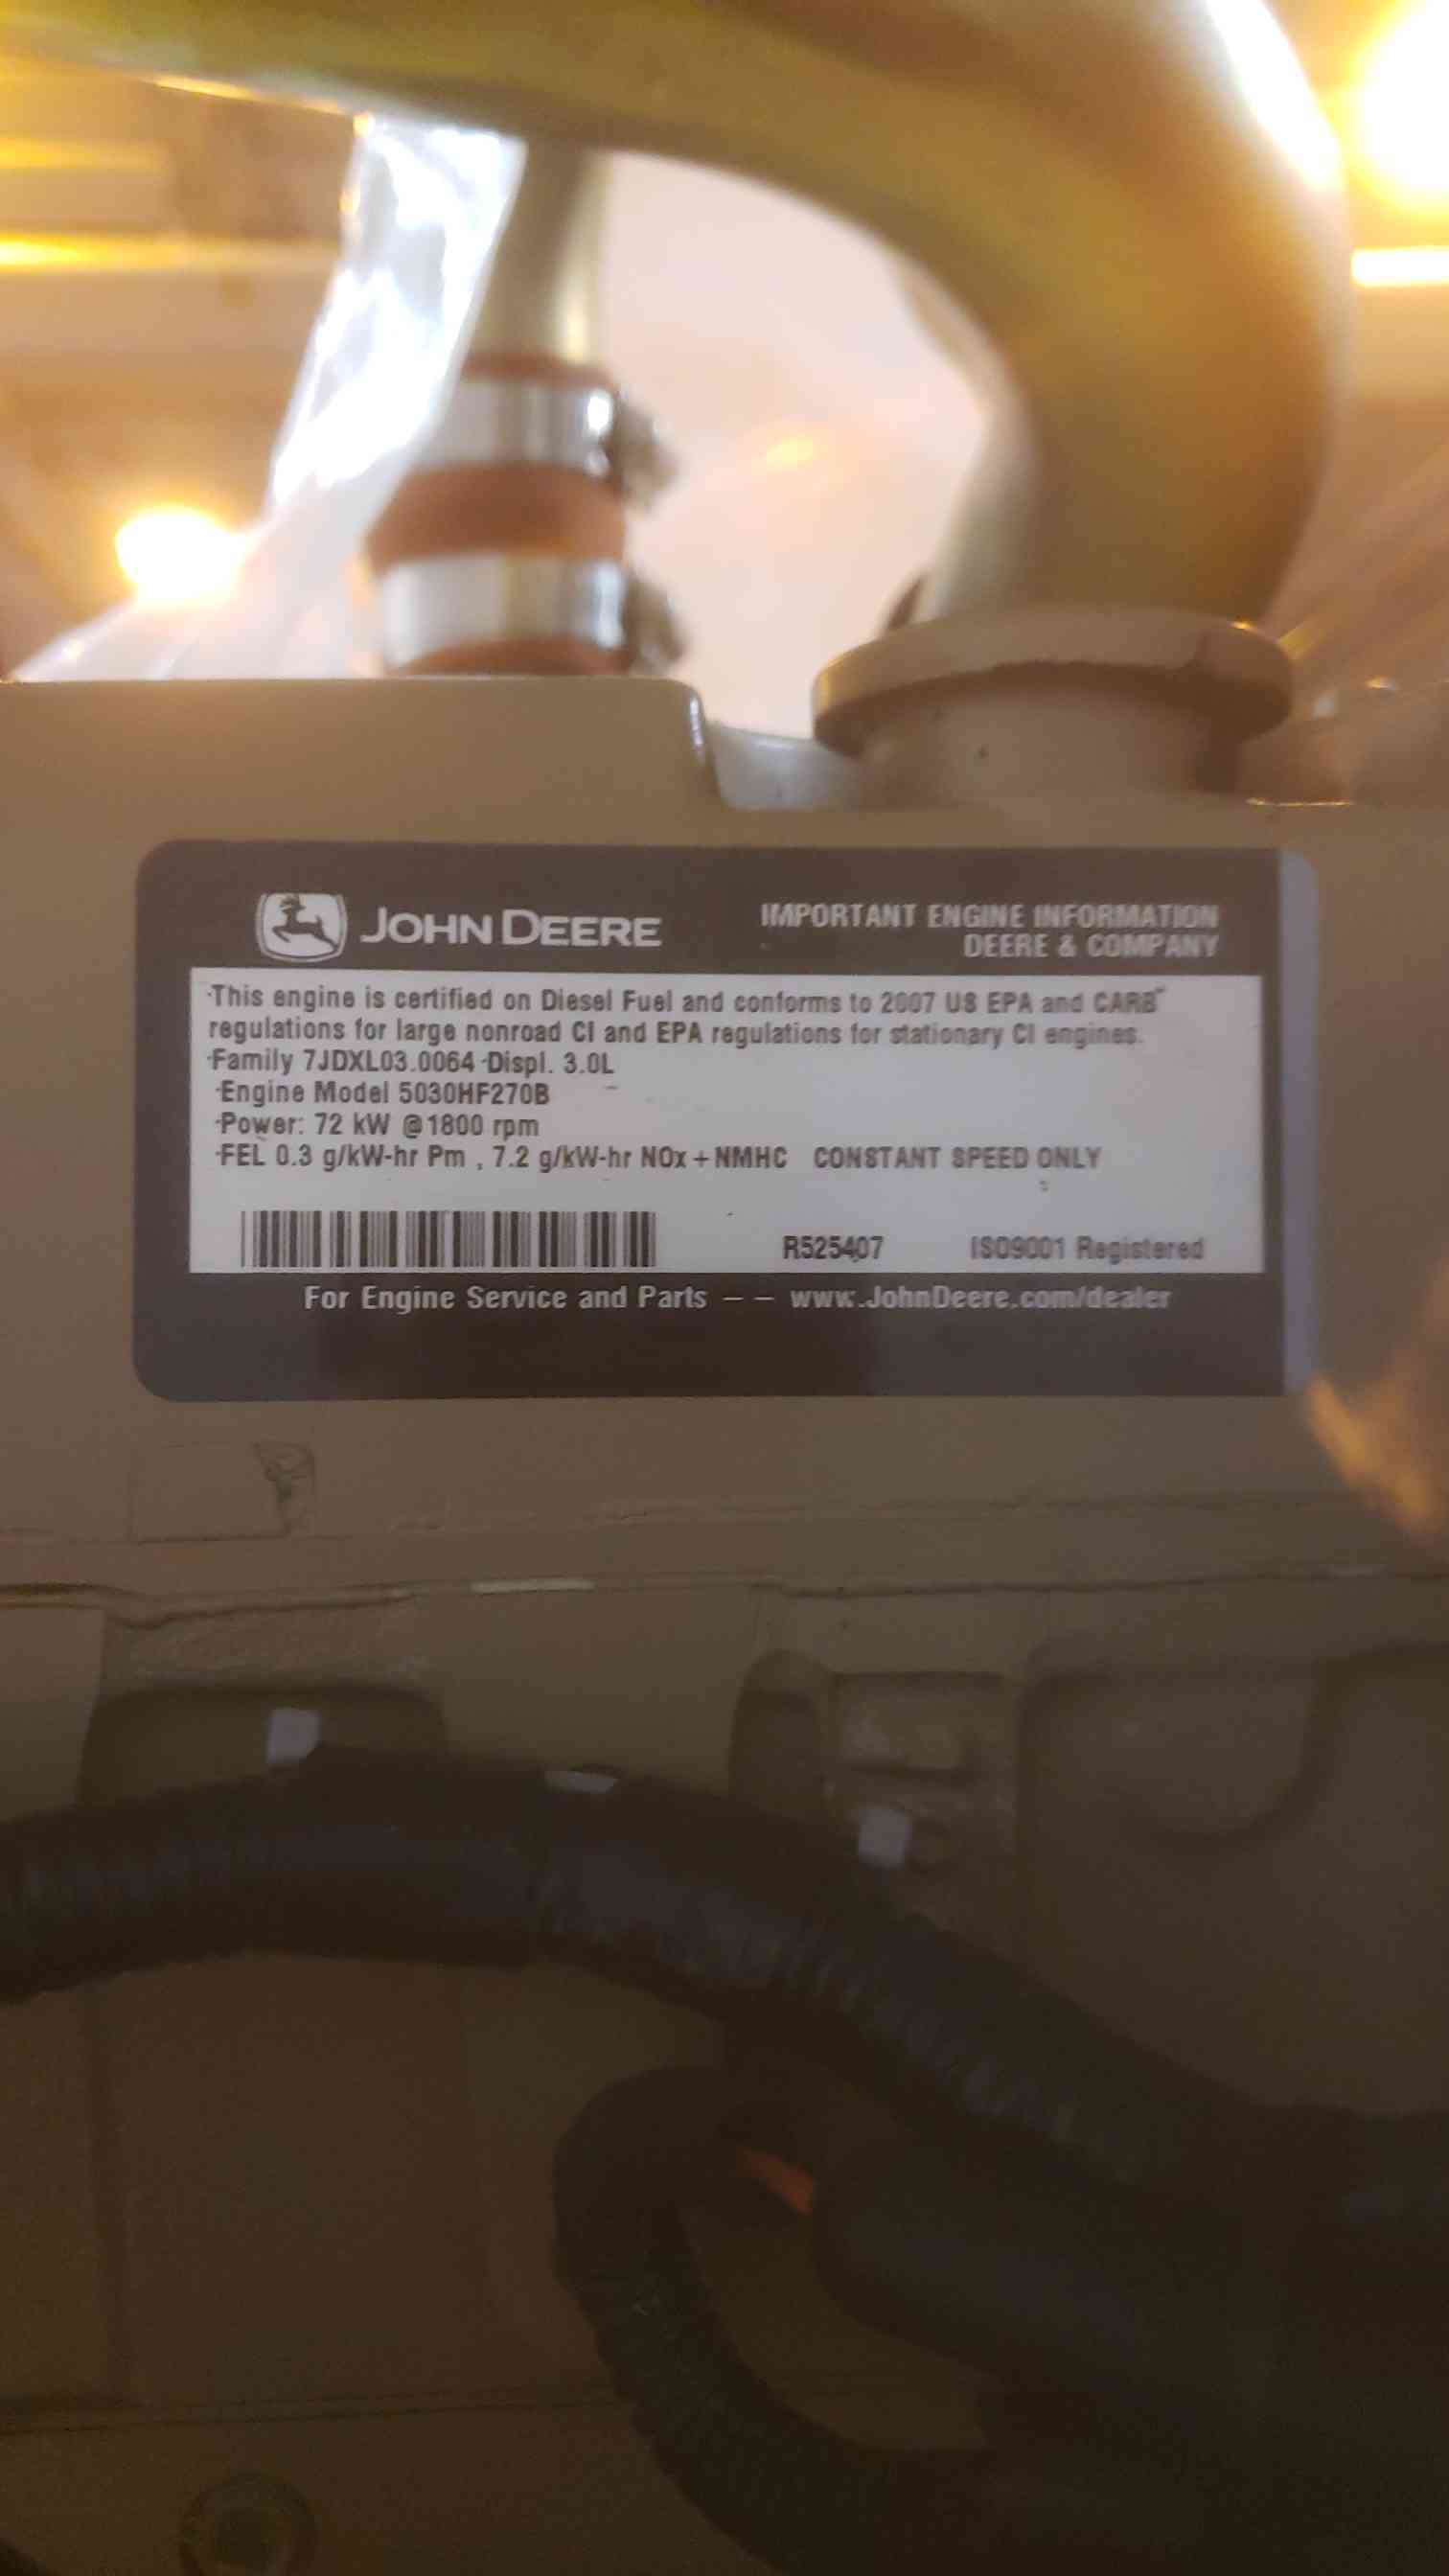 JOHN DEERE
IMPORTANT ENGINE INFORMATION
DEERE & COMPANY
·This engine is certified on Diesel Fuel and conforms to 2007 US EPA and CARB
regulations for large nonroad CI and EPA regulations for stationary CI engines.
·Family 7JDXL03.0064 ·Displ. 3.0L
·Engine Model 5030HF270B
·Power: 72 kW @1800 rpm
·FEL 0.3 g/kW-hr Pm , 7.2 g/kW-hr NOx + NMHC CONSTANT SPEED ONLY
R525407 ISO9001 Registered
For Engine Service and Parts – – www.JohnDeere.com/dealer